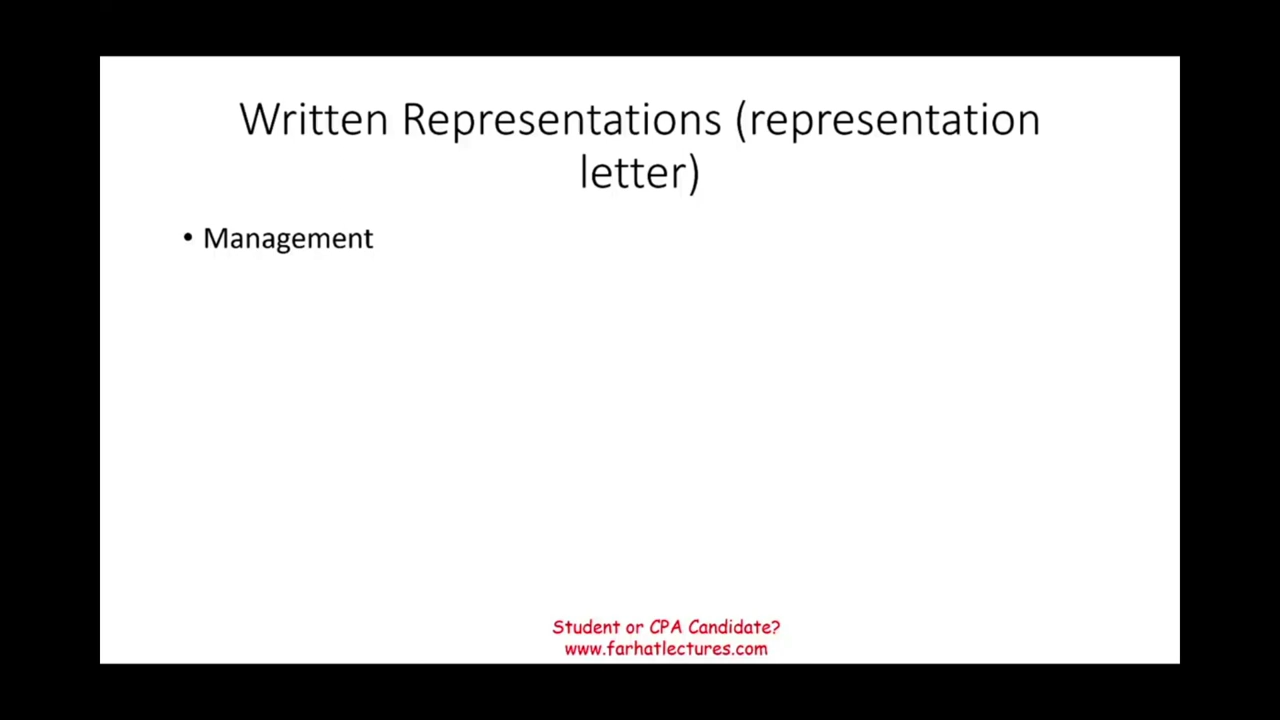 Written Representations (representation
letter)
• Management
Student or CPA Candidate?
www.farhatlectures.com